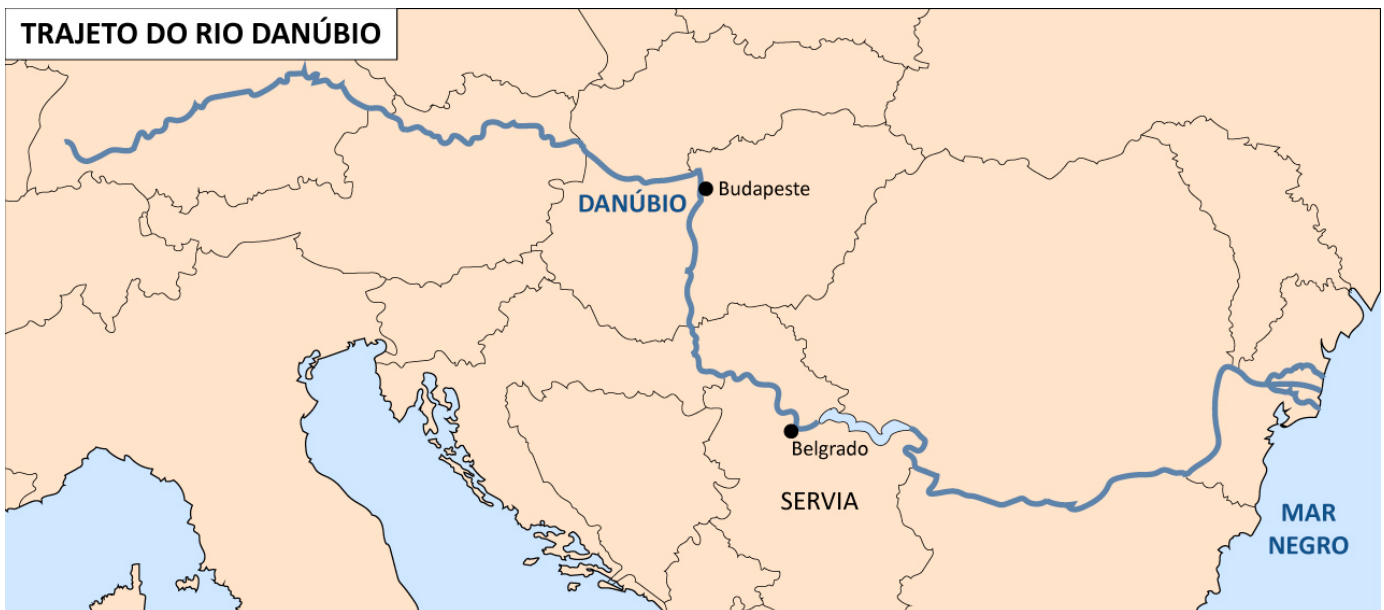 TRAJETO DO RIO DANÚBIO
DANÚBIO
Budapeste
Belgrado
SERVIA
MAR
NEGRO